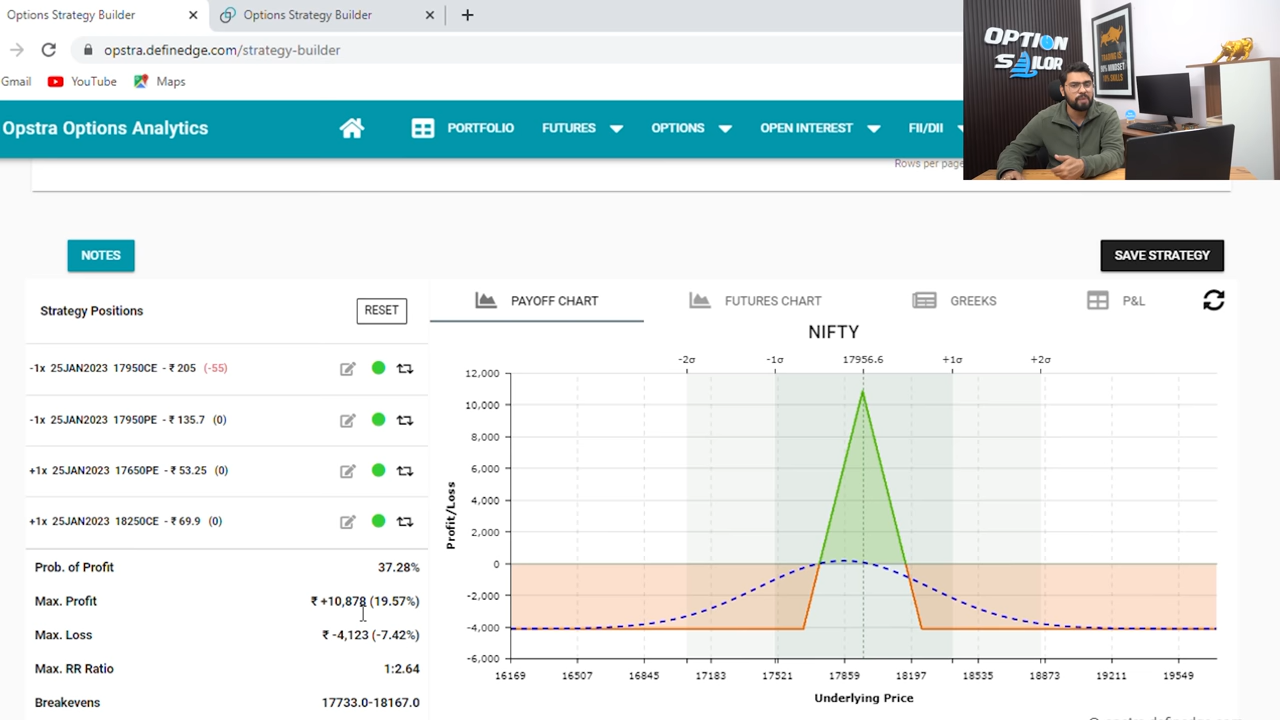 Options Strategy Builder
Options Strategy Builder
opstra.definedge.com/strategy-builder
Gmail YouTube Maps
OPTION
SAILOR
Opstra Options Analytics
PORTFOLIO FUTURES OPTIONS OPEN INTEREST FII/DII
Rows per page
NOTES
SAVE STRATEGY
Strategy Positions RESET
-1x 25JAN2023 17950CE - ₹ 205 (-55)
-1x 25JAN2023 17950PE - ₹ 135.7 (0)
+1x 25JAN2023 17650PE - ₹ 53.25 (0)
+1x 25JAN2023 18250CE - ₹ 69.9 (0)
Prob. of Profit 37.28%
Max. Profit ₹ +10,878 (19.57%)
Max. Loss ₹ -4,123 (-7.42%)
Max. RR Ratio 1:2.64
Breakevens 17733.0-18167.0
PAYOFF CHART FUTURES CHART GREEKS P&L
NIFTY
-2σ -1σ 17956.6 +1σ +2σ
12,000
10,000
8,000
6,000
4,000
2,000
0
-2,000
-4,000
-6,000
Profit/Loss
16169 16507 16845 17183 17521 17859 18197 18535 18873 19211 19549
Underlying Price